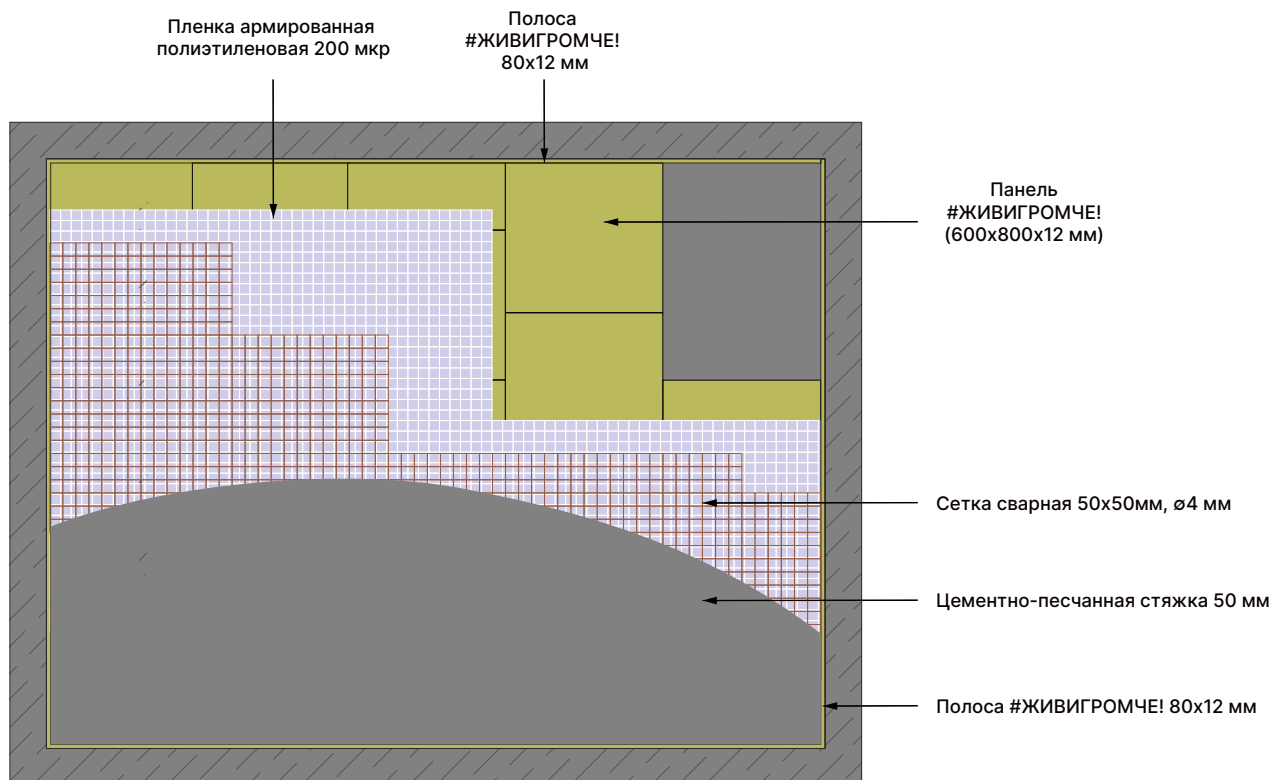 Пленка армированная
полиэтиленовая 200 мкр
Полоса
#ЖИВИГРОМЧЕ!
80х12 мм
Панель
#ЖИВИГРОМЧЕ!
(600х800х12 мм)
Сетка сварная 50х50мм, ø4 мм
Цементно-песчанная стяжка 50 мм
Полоса #ЖИВИГРОМЧЕ! 80х12 мм